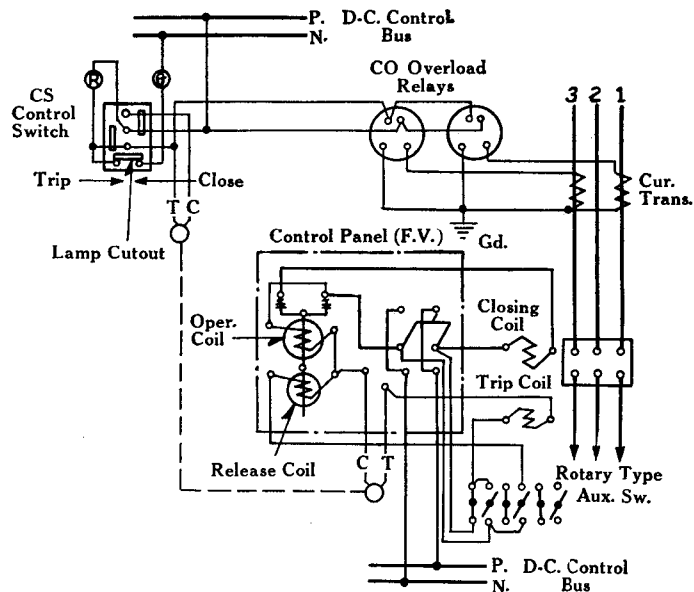 P. D-C. Control
N. Bus
R
G
CO Overload
Relays
CS
Control
Switch
3 2 1
Trip
Close
Cur.
Trans.
T C
Lamp Cutout
Control Panel (F.V.)
Gd.
Oper.
Coil
Closing
Coil
Trip Coil
Release Coil
C T
Rotary Type
Aux. Sw.
P. D-C. Control
N. Bus